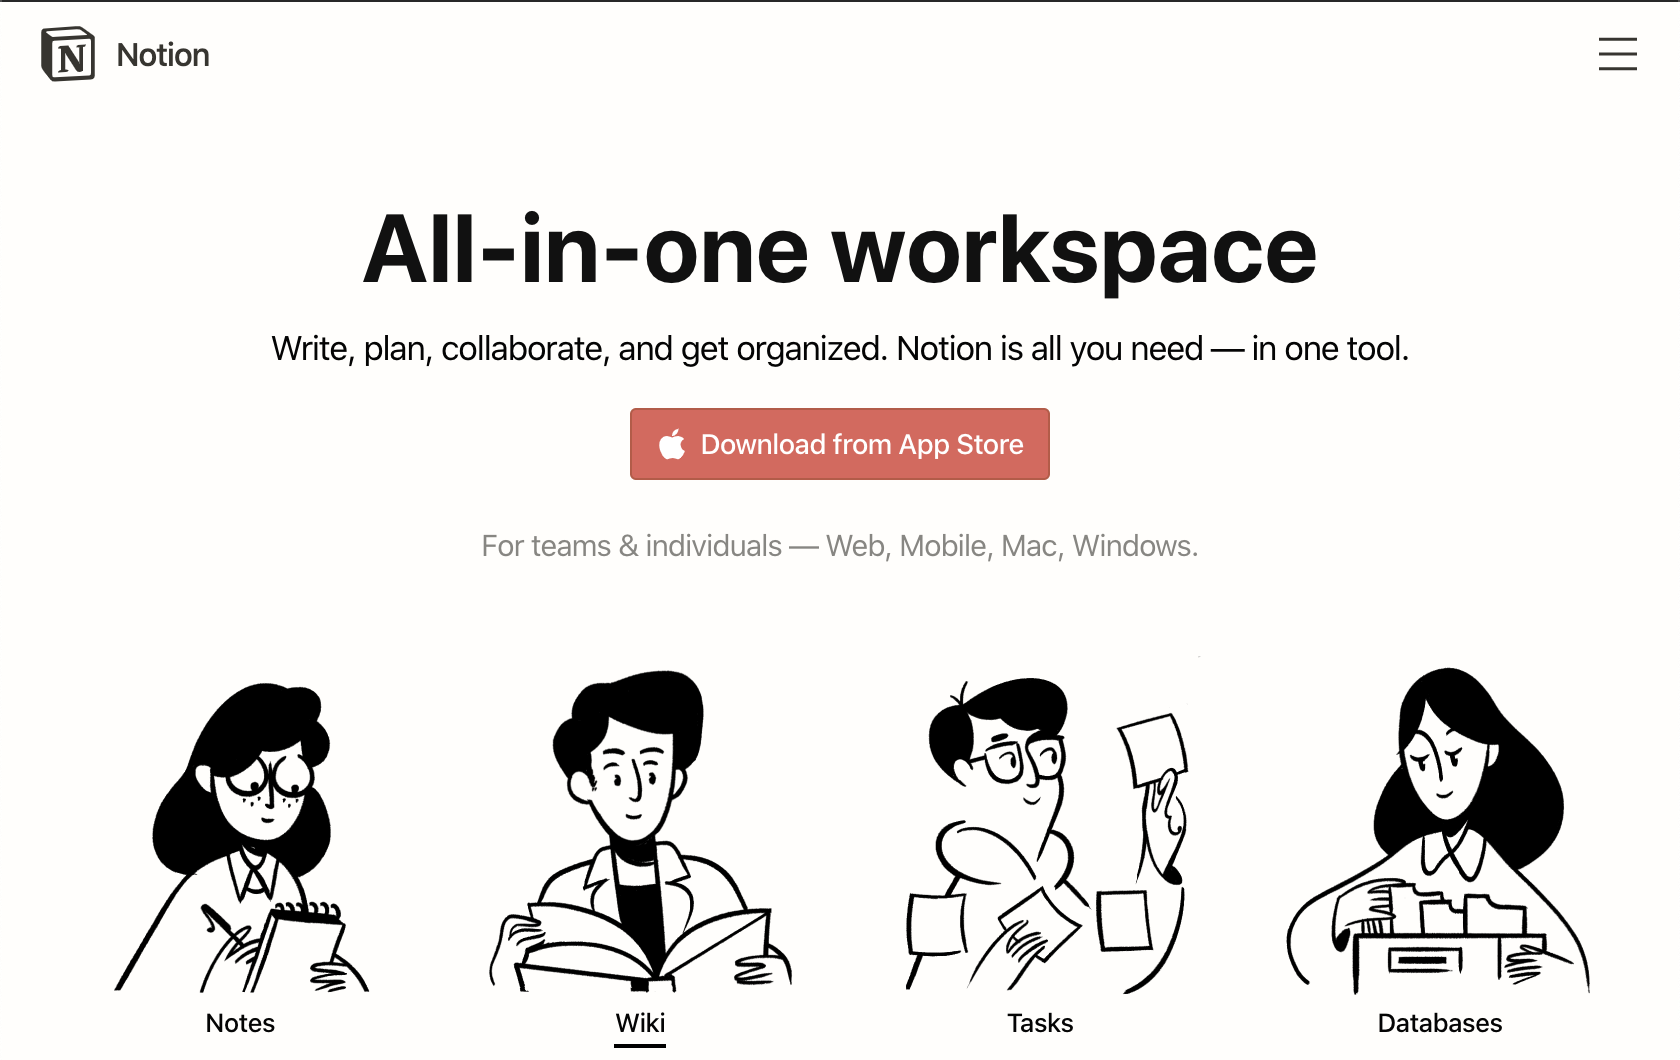 N Notion
All-in-one workspace
Write, plan, collaborate, and get organized. Notion is all you need — in one tool.
Download from App Store
For teams & individuals — Web, Mobile, Mac, Windows.
Notes Wiki Tasks Databases